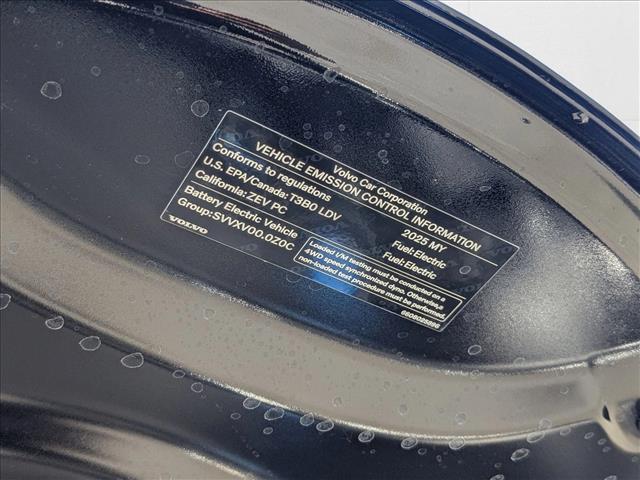 Volvo Car Corporation
VEHICLE EMISSION CONTROL INFORMATION
Conforms to regulations 2025 MY
U.S. EPA/Canada: T3B0 LDV Fuel:Electric
California: ZEV PC Fuel:Electric
Battery Electric Vehicle
Group:SVVXV00.0Z0C
VOLVO
Loaded I/M testing must be conducted on a
4WD speed synchronized dyno. Otherwise,a
non-loaded test procedure must be performed.